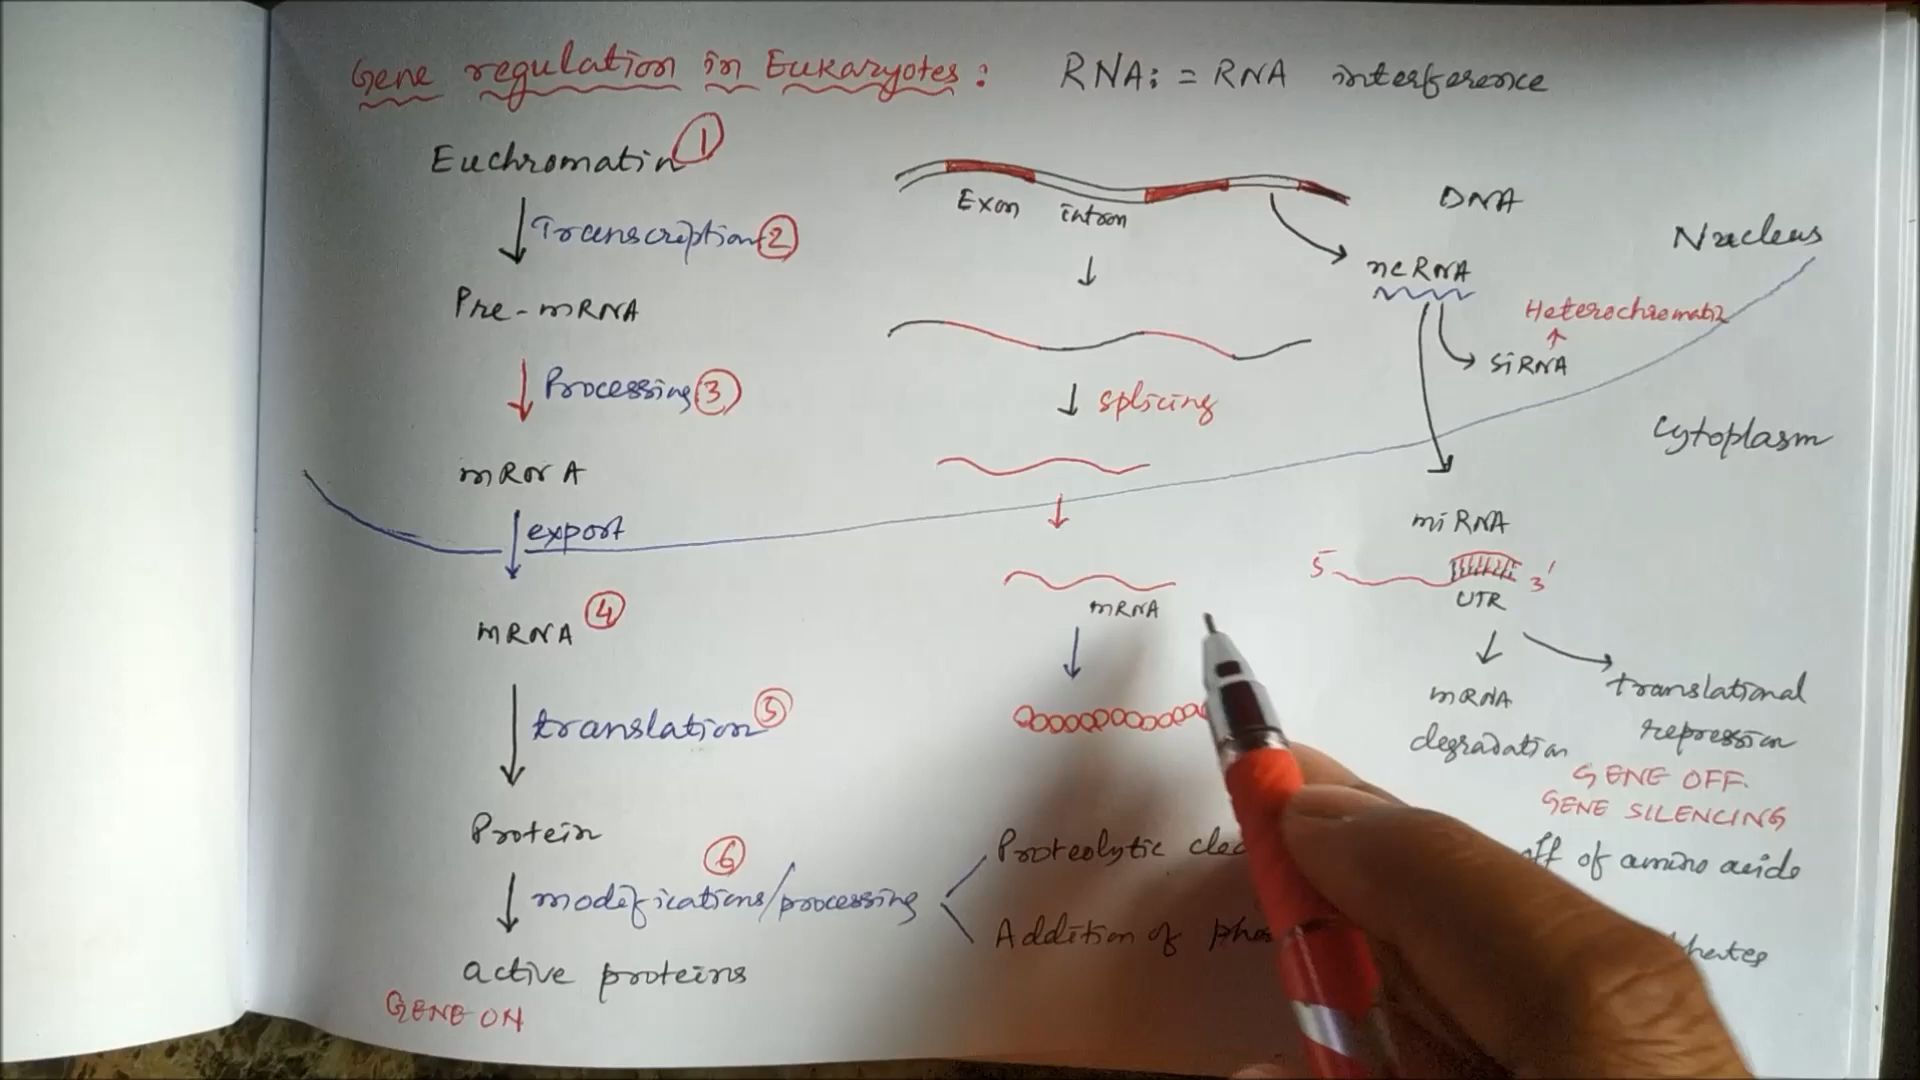 Gene regulation in Eukaryotes: RNAi = RNA interference
Euchromatin 1
Transcription 2
Pre-mRNA
Processing 3
mRNA
export
mRNA 4
translation 5
Protein
6
modifications/processing
active proteins
GENE ON
Exon intron
DNA
Nucleus
ncRNA
Heterochromati
SiRNA
splicing
Cytoplasm
miRNA
5 3'
UTR
mRNA
mRNA
degradation
translational
repression
GENE OFF.
GENE SILENCING
Proteolytic
off of amino acids
Addition of